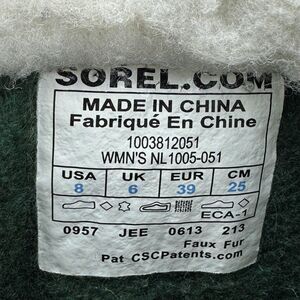 SOREL.COM
MADE IN CHINA
Fabriqué En Chine
1003812051
WMN'S NL1005-051
USA UK EUR CM
8 6 39 25
ECA-1
0957 JEE 0613 213
Faux Fur
Pat CSCPatents.com